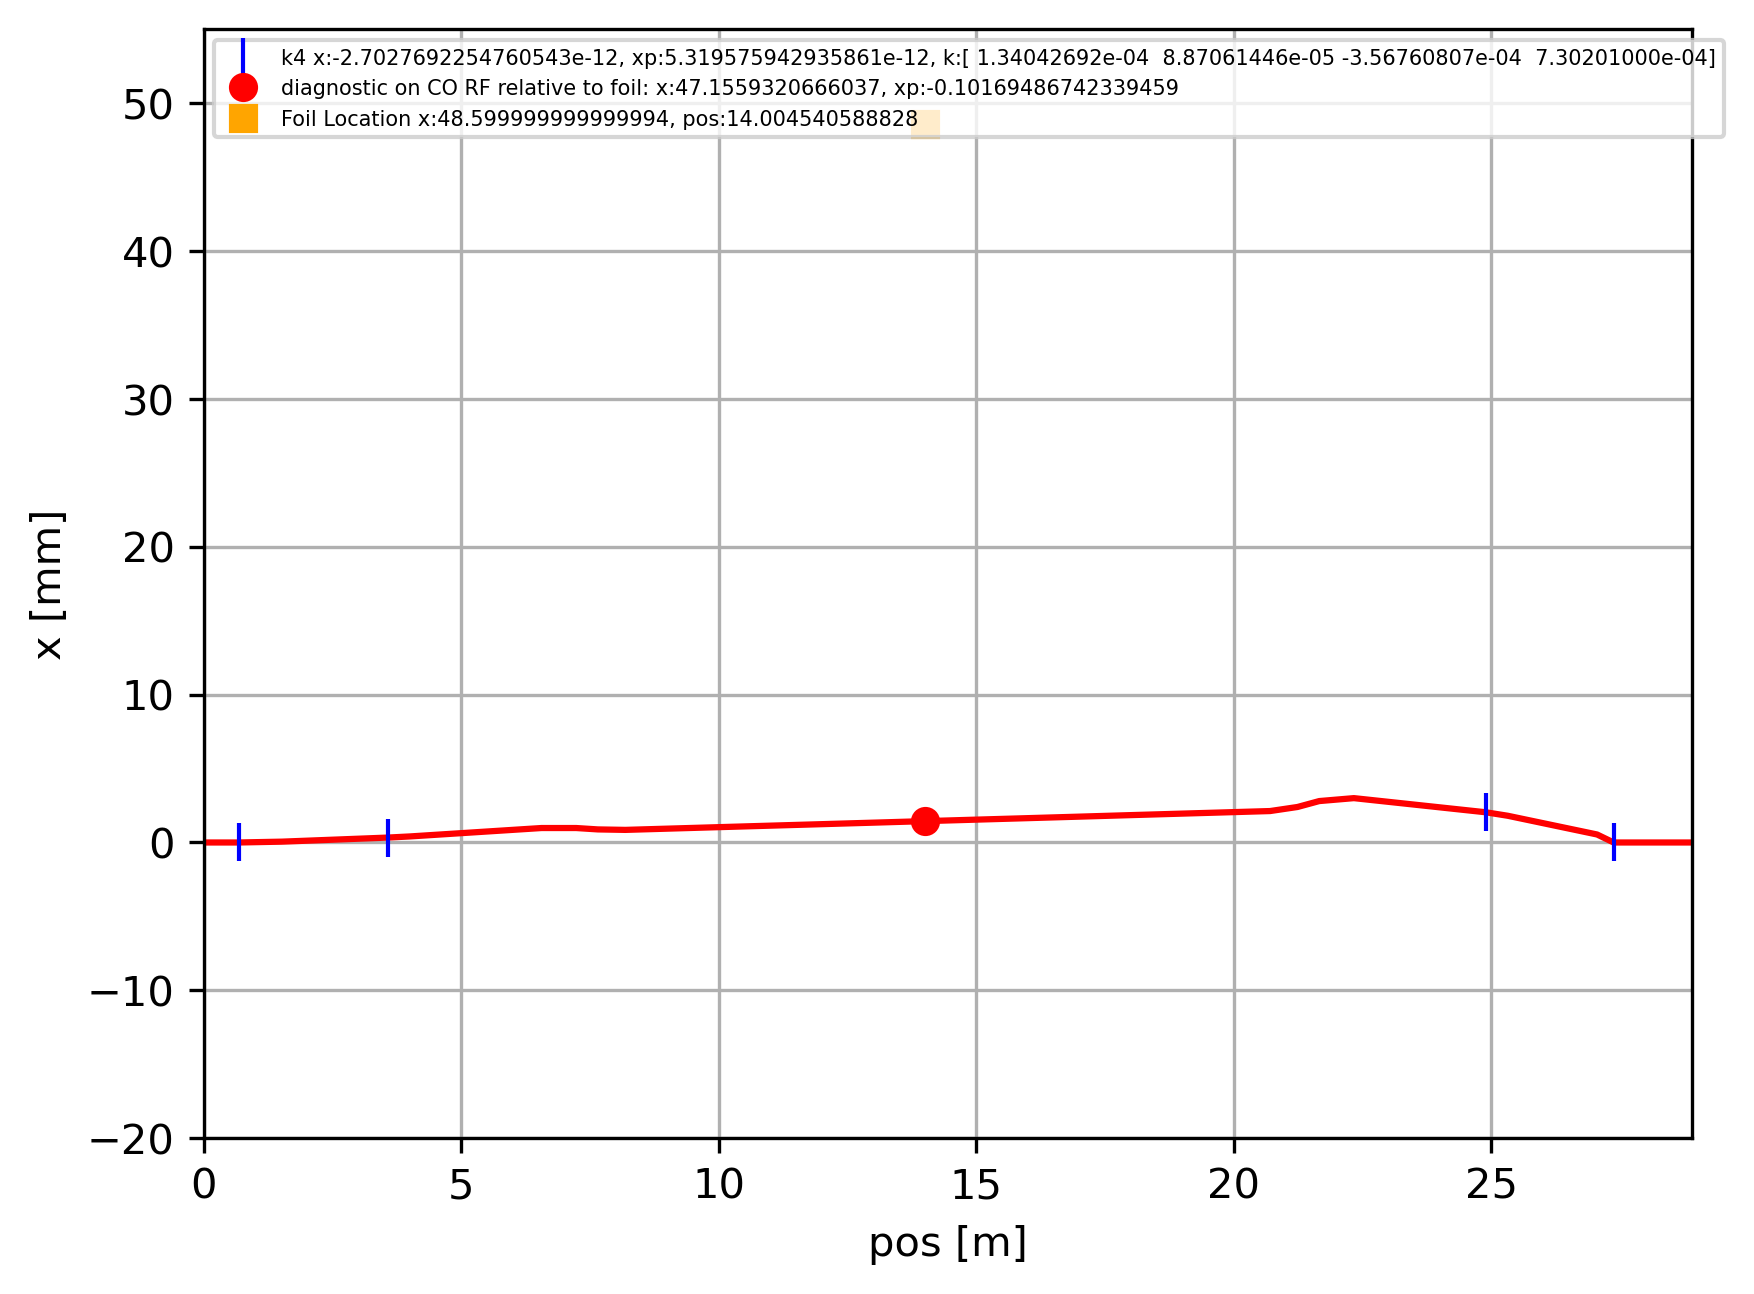 k4 x:-2.7027692254760543e-12, xp:5.319575942935861e-12, k:[ 1.34042692e-04  8.87061446e-05 -3.56760807e-04  7.30201000e-04]
diagnostic on CO RF relative to foil: x:47.1559320666037, xp:-0.10169486742339459
Foil Location x:48.599999999999994, pos:14.004540588828
50
40
30
20
10
0
−10
−20
x [mm]
0 5 10 15 20 25
pos [m]